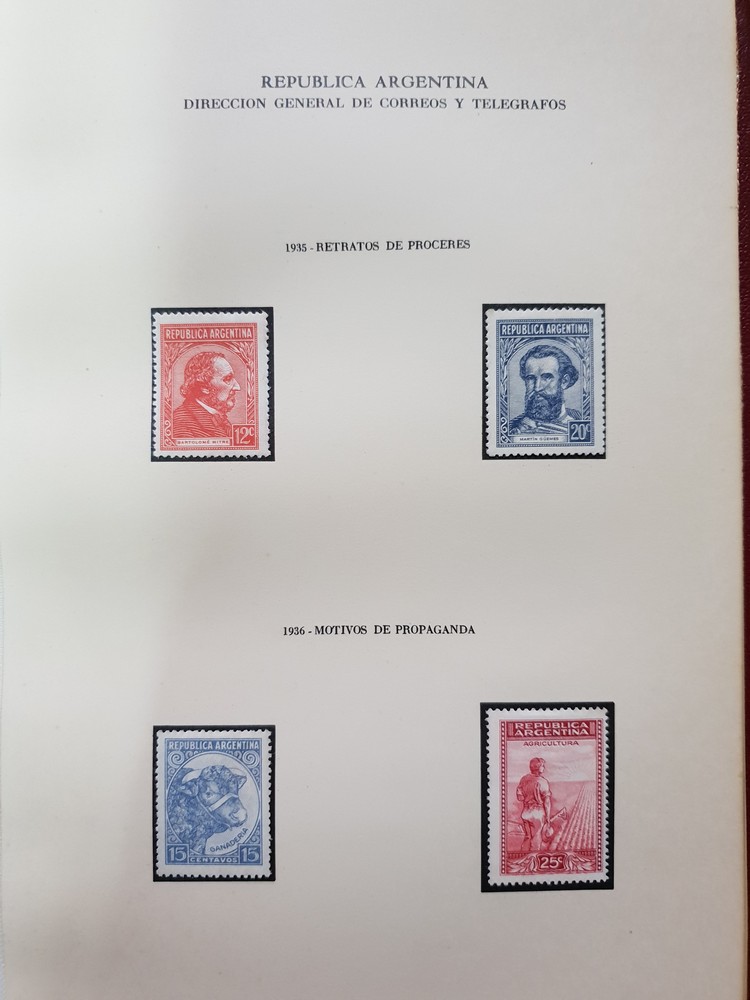 REPUBLICA ARGENTINA
DIRECCION GENERAL DE CORREOS Y TELEGRAFOS
1935 - RETRATOS DE PROCERES
REPUBLICA ARGENTINA
BARTOLOMÉ MITRE
12c
REPUBLICA ARGENTINA
MARTIN GÜEMES
20c
1936 - MOTIVOS DE PROPAGANDA
REPUBLICA ARGENTINA
GANADERIA
15 CENTAVOS 15
REPUBLICA
ARGENTINA
AGRICULTURA
25c